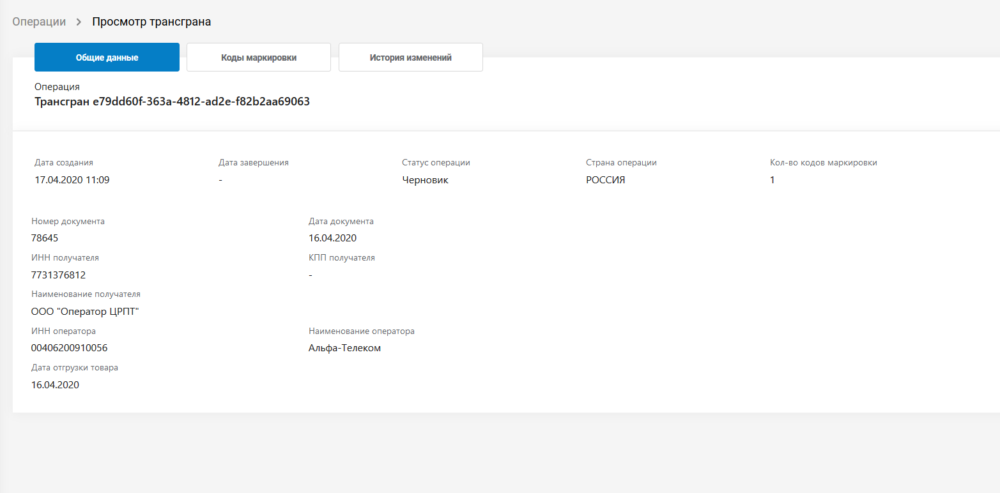 Операции > Просмотр трансграна
Общие данные Коды маркировки История изменений
Операция
Трансгран e79dd60f-363a-4812-ad2e-f82b2aa69063
Дата создания Дата завершения Статус операции Страна операции Кол-во кодов маркировки
17.04.2020 11:09 - Черновик РОССИЯ 1
Номер документа Дата документа
78645 16.04.2020
ИНН получателя КПП получателя
7731376812 -
Наименование получателя
ООО "Оператор ЦРПТ"
ИНН оператора Наименование оператора
00406200910056 Альфа-Телеком
Дата отгрузки товара
16.04.2020